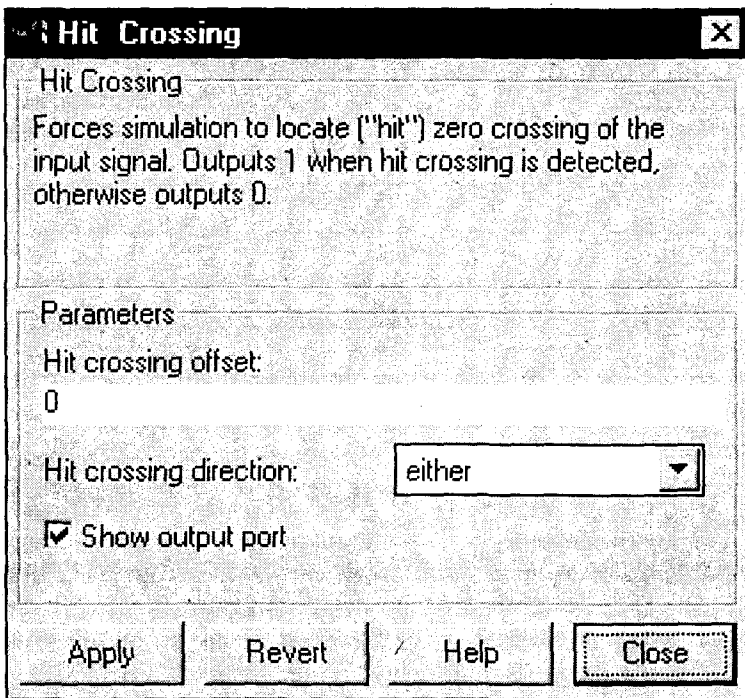 Hit Crossing
Hit Crossing
Forces simulation to locate ("hit") zero crossing of the
input signal. Outputs 1 when hit crossing is detected,
otherwise outputs 0.
Parameters
Hit crossing offset:
0
Hit crossing direction: either
Show output port
Apply Revert Help Close